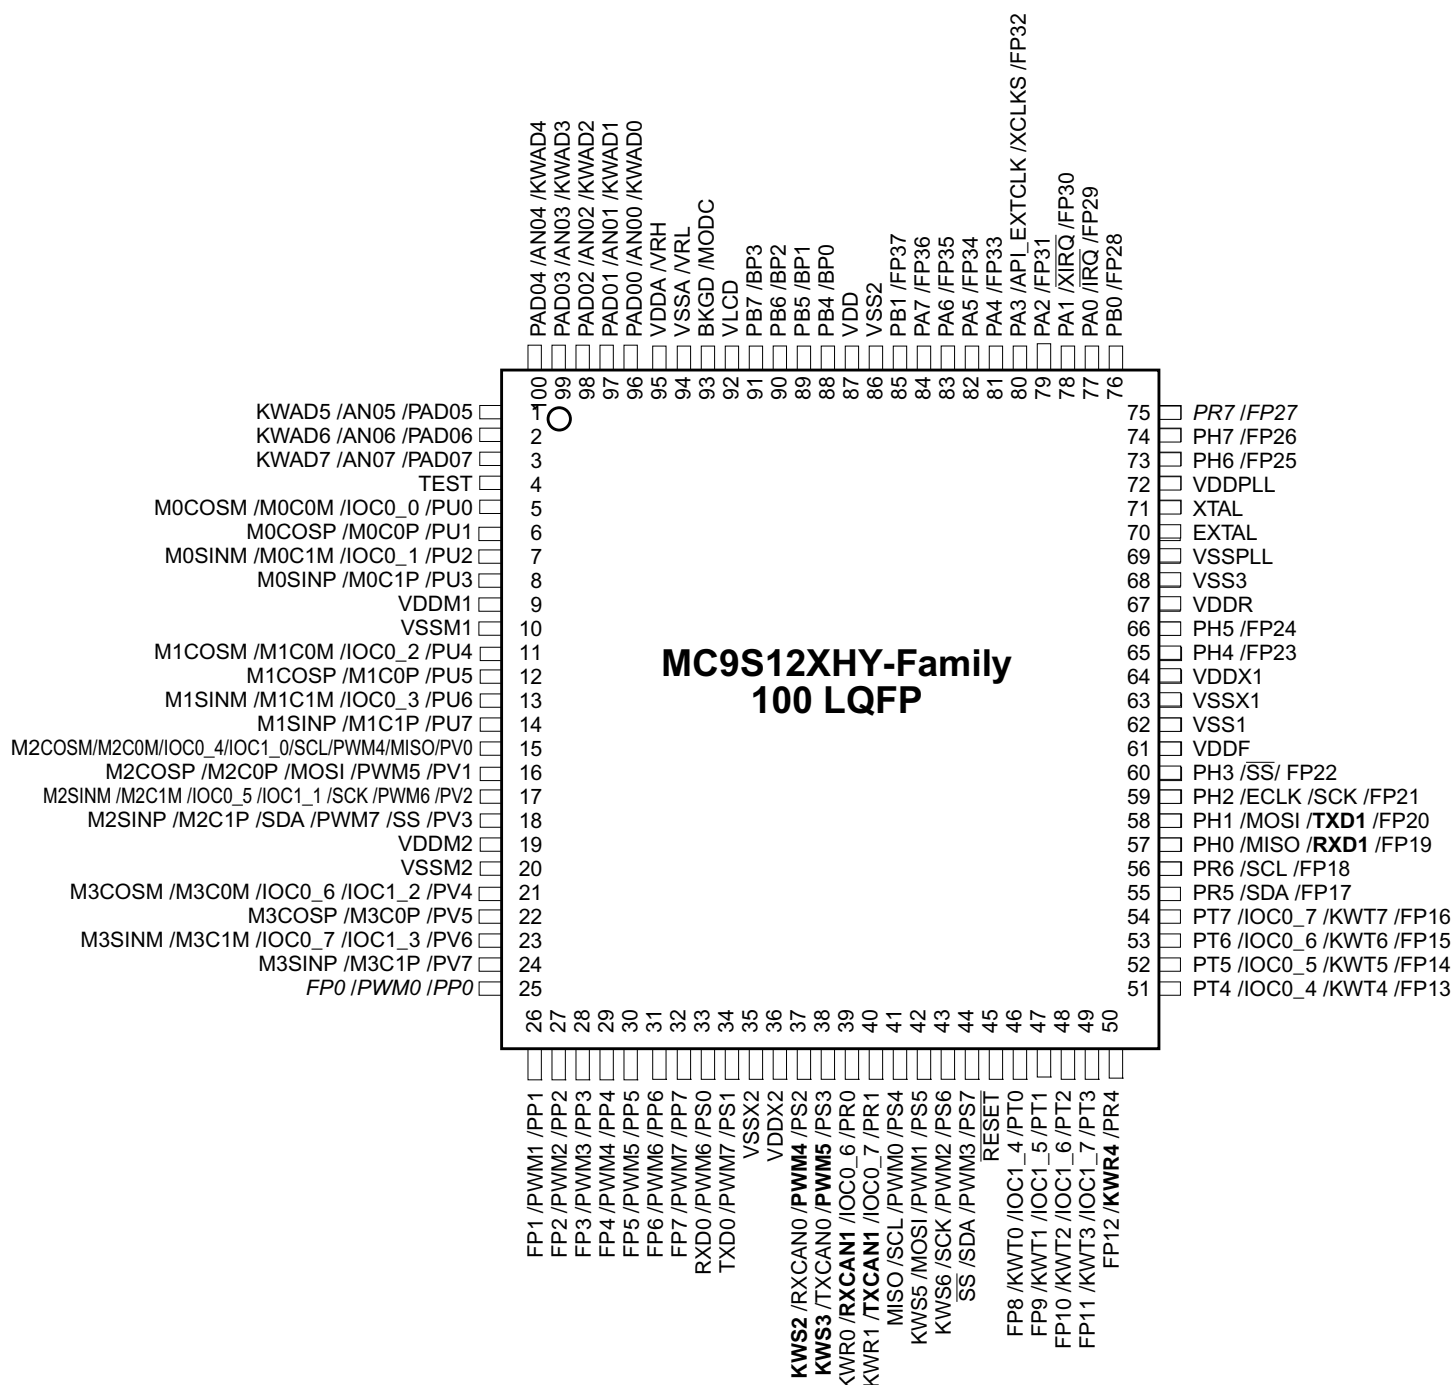 PAD04 /AN04 /KWAD4
PAD03 /AN03 /KWAD3
PAD02 /AN02 /KWAD2
PAD01 /AN01 /KWAD1
PAD00 /AN00 /KWAD0
VDDA /VRH
VSSA /VRL
BKGD /MODC
VLCD
PB7 /BP3
PB6 /BP2
PB5 /BP1
PB4 /BP0
VDD
VSS2
PB1 /FP37
PA7 /FP36
PA6 /FP35
PA5 /FP34
PA4 /FP33
PA3 /API_EXTCLK /XCLKS /FP32
PA2 /FP31
PA1 /XIRQ /FP30
PA0 /IRQ /FP29
PB0 /FP28
100
99
98
97
96
95
94
93
92
91
90
89
88
87
86
85
84
83
82
81
80
79
78
77
76
KWAD5 /AN05 /PAD05 1
KWAD6 /AN06 /PAD06 2
KWAD7 /AN07 /PAD07 3
TEST 4
M0COSM /M0C0M /IOC0_0 /PU0 5
M0COSP /M0C0P /PU1 6
M0SINM /M0C1M /IOC0_1 /PU2 7
M0SINP /M0C1P /PU3 8
VDDM1 9
VSSM1 10
M1COSM /M1C0M /IOC0_2 /PU4 11
M1COSP /M1C0P /PU5 12
M1SINM /M1C1M /IOC0_3 /PU6 13
M1SINP /M1C1P /PU7 14
M2COSM/M2C0M/IOC0_4/IOC1_0/SCL/PWM4/MISO/PV0 15
M2COSP /M2C0P /MOSI /PWM5 /PV1 16
M2SINM /M2C1M /IOC0_5 /IOC1_1 /SCK /PWM6 /PV2 17
M2SINP /M2C1P /SDA /PWM7 /SS /PV3 18
VDDM2 19
VSSM2 20
M3COSM /M3C0M /IOC0_6 /IOC1_2 /PV4 21
M3COSP /M3C0P /PV5 22
M3SINM /M3C1M /IOC0_7 /IOC1_3 /PV6 23
M3SINP /M3C1P /PV7 24
FP0 /PWM0 /PP0 25
MC9S12XHY-Family
100 LQFP
75 PR7 /FP27
74 PH7 /FP26
73 PH6 /FP25
72 VDDPLL
71 XTAL
70 EXTAL
69 VSSPLL
68 VSS3
67 VDDR
66 PH5 /FP24
65 PH4 /FP23
64 VDDX1
63 VSSX1
62 VSS1
61 VDDF
60 PH3 /SS/ FP22
59 PH2 /ECLK /SCK /FP21
58 PH1 /MOSI /TXD1 /FP20
57 PH0 /MISO /RXD1 /FP19
56 PR6 /SCL /FP18
55 PR5 /SDA /FP17
54 PT7 /IOC0_7 /KWT7 /FP16
53 PT6 /IOC0_6 /KWT6 /FP15
52 PT5 /IOC0_5 /KWT5 /FP14
51 PT4 /IOC0_4 /KWT4 /FP13
26
27
28
29
30
31
32
33
34
35
36
37
38
39
40
41
42
43
44
45
46
47
48
49
50
FP1 /PWM1 /PP1
FP2 /PWM2 /PP2
FP3 /PWM3 /PP3
FP4 /PWM4 /PP4
FP5 /PWM5 /PP5
FP6 /PWM6 /PP6
FP7 /PWM7 /PP7
RXD0 /PWM6 /PS0
TXD0 /PWM7 /PS1
VSSX2
VDDX2
KWS2 /RXCAN0 /PWM4 /PS2
KWS3 /TXCAN0 /PWM5 /PS3
KWR0 /RXCAN1 /IOC0_6 /PR0
KWR1 /TXCAN1 /IOC0_7 /PR1
MISO /SCL /PWM0 /PS4
KWS5 /MOSI /PWM1 /PS5
KWS6 /SCK /PWM2 /PS6
SS /SDA /PWM3 /PS7
RESET
FP8 /KWT0 /IOC1_4 /PT0
FP9 /KWT1 /IOC1_5 /PT1
FP10 /KWT2 /IOC1_6 /PT2
FP11 /KWT3 /IOC1_7 /PT3
FP12 /KWR4 /PR4